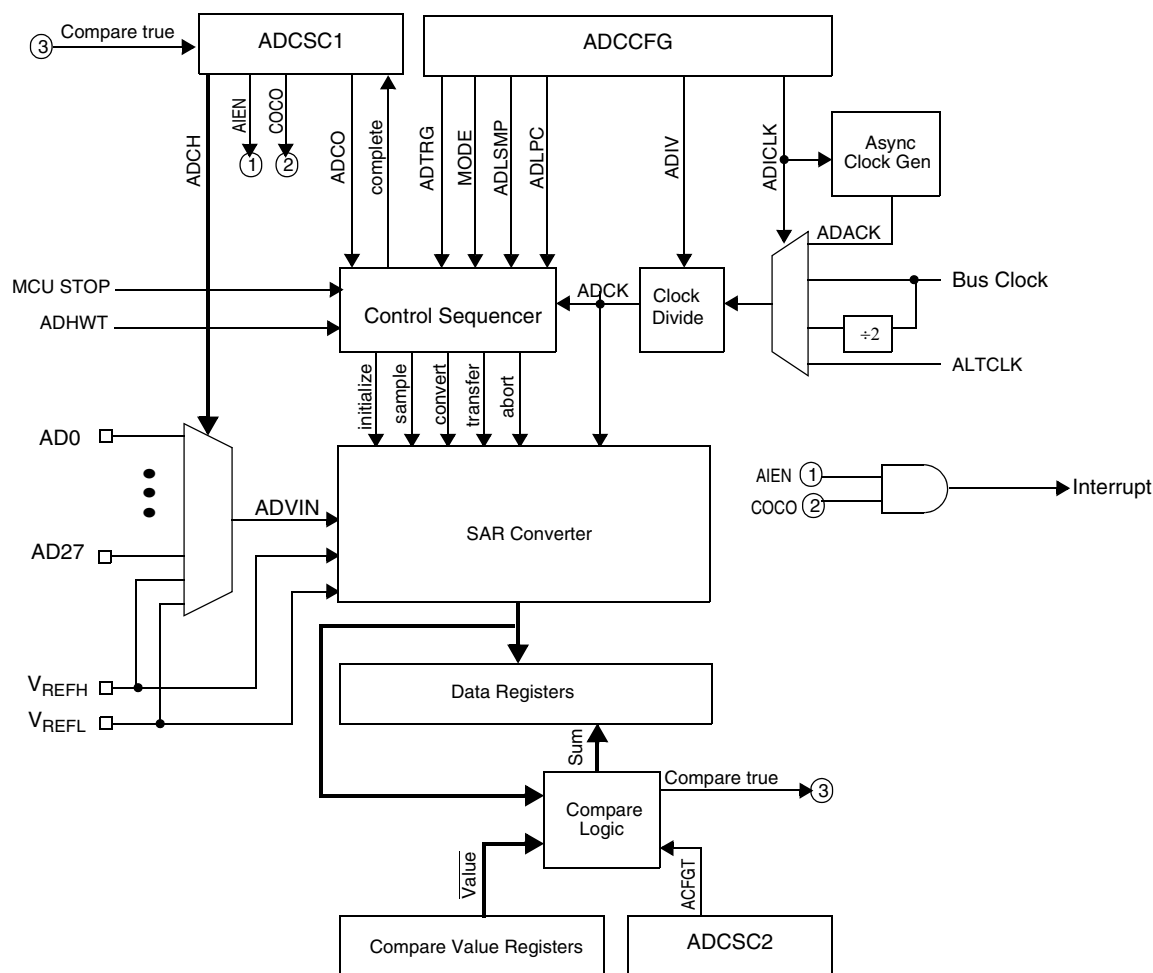 Compare true
3
ADCSC1
ADCCFG
ADCH
AIEN
COCO
ADCO
complete
ADTRG
MODE
ADLSMP
ADLPC
ADIV
ADICLK
Async
Clock Gen
1
2
ADACK
MCU STOP
ADHWT
Control Sequencer
ADCK
Clock
Divide
Bus Clock
÷2
ALTCLK
initialize
sample
convert
transfer
abort
AD0
AD27
ADVIN
SAR Converter
AIEN 1
COCO 2
Interrupt
VREFH
VREFL
Data Registers
Sum
Compare true
3
Compare
Logic
Value
ACFGT
Compare Value Registers
ADCSC2